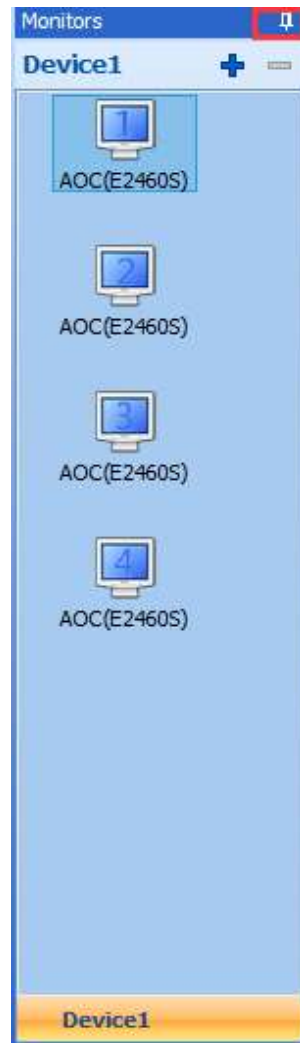 Monitors
Device1
1
AOC(E2460S)
2
AOC(E2460S)
3
AOC(E2460S)
4
AOC(E2460S)
Device1